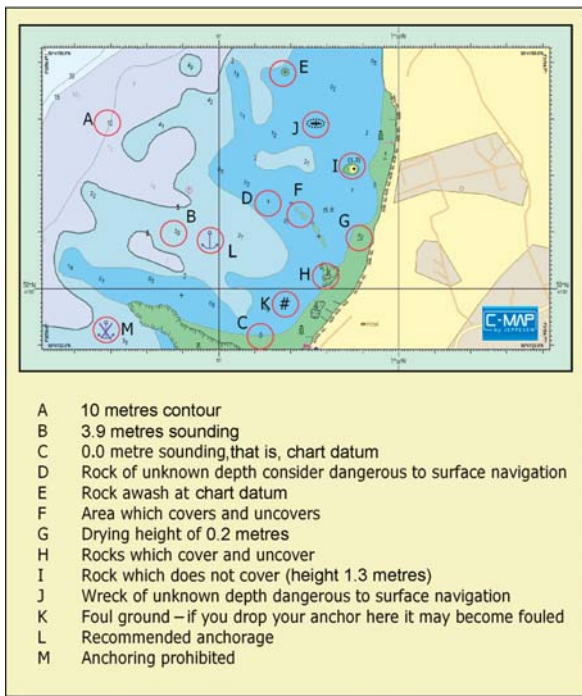 A
E
J
I
D
F
B
G
L
H
K
#
M
C
C-MAP
by JEPPESEN
A 10 metres contour
B 3.9 metres sounding
C 0.0 metre sounding,that is, chart datum
D Rock of unknown depth consider dangerous to surface navigation
E Rock awash at chart datum
F Area which covers and uncovers
G Drying height of 0.2 metres
H Rocks which cover and uncover
I Rock which does not cover (height 1.3 metres)
J Wreck of unknown depth dangerous to surface navigation
K Foul ground – if you drop your anchor here it may become fouled
L Recommended anchorage
M Anchoring prohibited